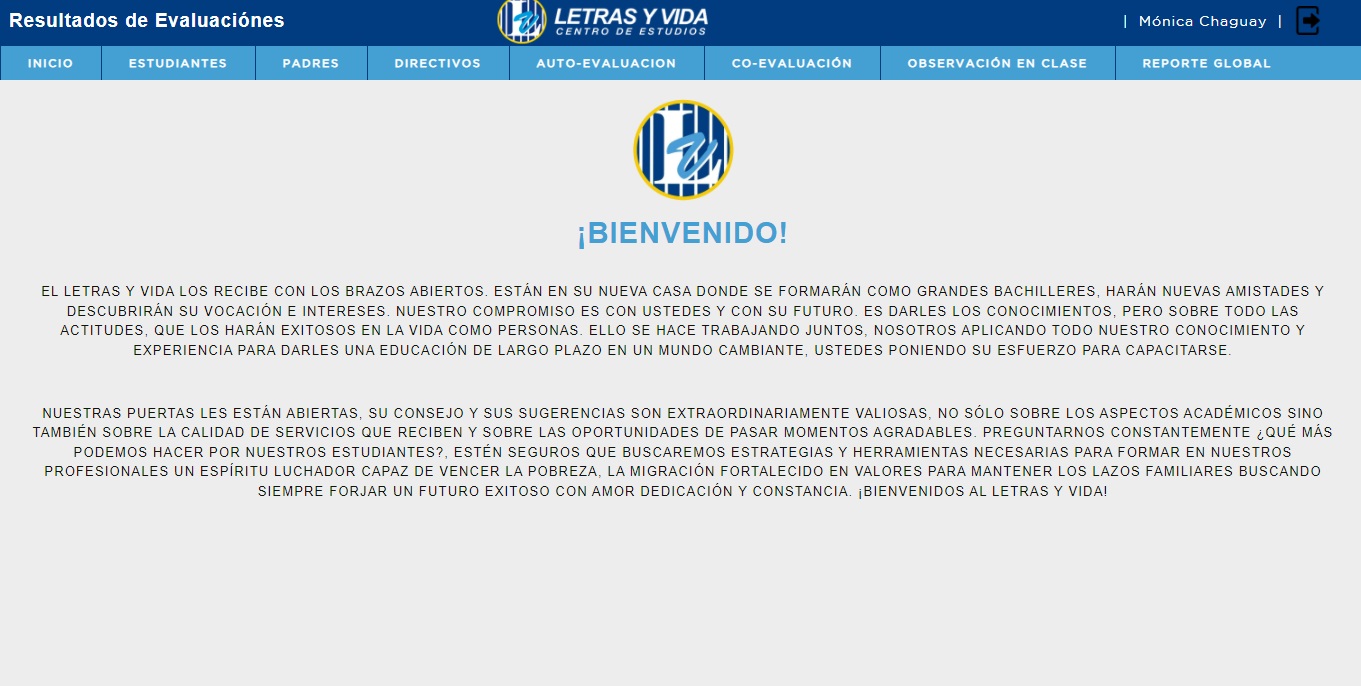 Resultados de Evaluaciónes
LETRAS Y VIDA
CENTRO DE ESTUDIOS
| Mónica Chaguay |
INICIO ESTUDIANTES PADRES DIRECTIVOS AUTO-EVALUACION CO-EVALUACIÓN OBSERVACIÓN EN CLASE REPORTE GLOBAL
¡BIENVENIDO!
EL LETRAS Y VIDA LOS RECIBE CON LOS BRAZOS ABIERTOS. ESTÁN EN SU NUEVA CASA DONDE SE FORMARÁN COMO GRANDES BACHILLERES, HARÁN NUEVAS AMISTADES Y
DESCUBRIRÁN SU VOCACIÓN E INTERESES. NUESTRO COMPROMISO ES CON USTEDES Y CON SU FUTURO. ES DARLES LOS CONOCIMIENTOS, PERO SOBRE TODO LAS
ACTITUDES, QUE LOS HARÁN EXITOSOS EN LA VIDA COMO PERSONAS. ELLO SE HACE TRABAJANDO JUNTOS, NOSOTROS APLICANDO TODO NUESTRO CONOCIMIENTO Y
EXPERIENCIA PARA DARLES UNA EDUCACIÓN DE LARGO PLAZO EN UN MUNDO CAMBIANTE, USTEDES PONIENDO SU ESFUERZO PARA CAPACITARSE.
NUESTRAS PUERTAS LES ESTÁN ABIERTAS, SU CONSEJO Y SUS SUGERENCIAS SON EXTRAORDINARIAMENTE VALIOSAS, NO SÓLO SOBRE LOS ASPECTOS ACADÉMICOS SINO
TAMBIÉN SOBRE LA CALIDAD DE SERVICIOS QUE RECIBEN Y SOBRE LAS OPORTUNIDADES DE PASAR MOMENTOS AGRADABLES. PREGUNTARNOS CONSTANTEMENTE ¿QUÉ MÁS
PODEMOS HACER POR NUESTROS ESTUDIANTES?, ESTÉN SEGUROS QUE BUSCAREMOS ESTRATEGIAS Y HERRAMIENTAS NECESARIAS PARA FORMAR EN NUESTROS
PROFESIONALES UN ESPÍRITU LUCHADOR CAPAZ DE VENCER LA POBREZA, LA MIGRACIÓN FORTALECIDO EN VALORES PARA MANTENER LOS LAZOS FAMILIARES BUSCANDO
SIEMPRE FORJAR UN FUTURO EXITOSO CON AMOR DEDICACIÓN Y CONSTANCIA. ¡BIENVENIDOS AL LETRAS Y VIDA!